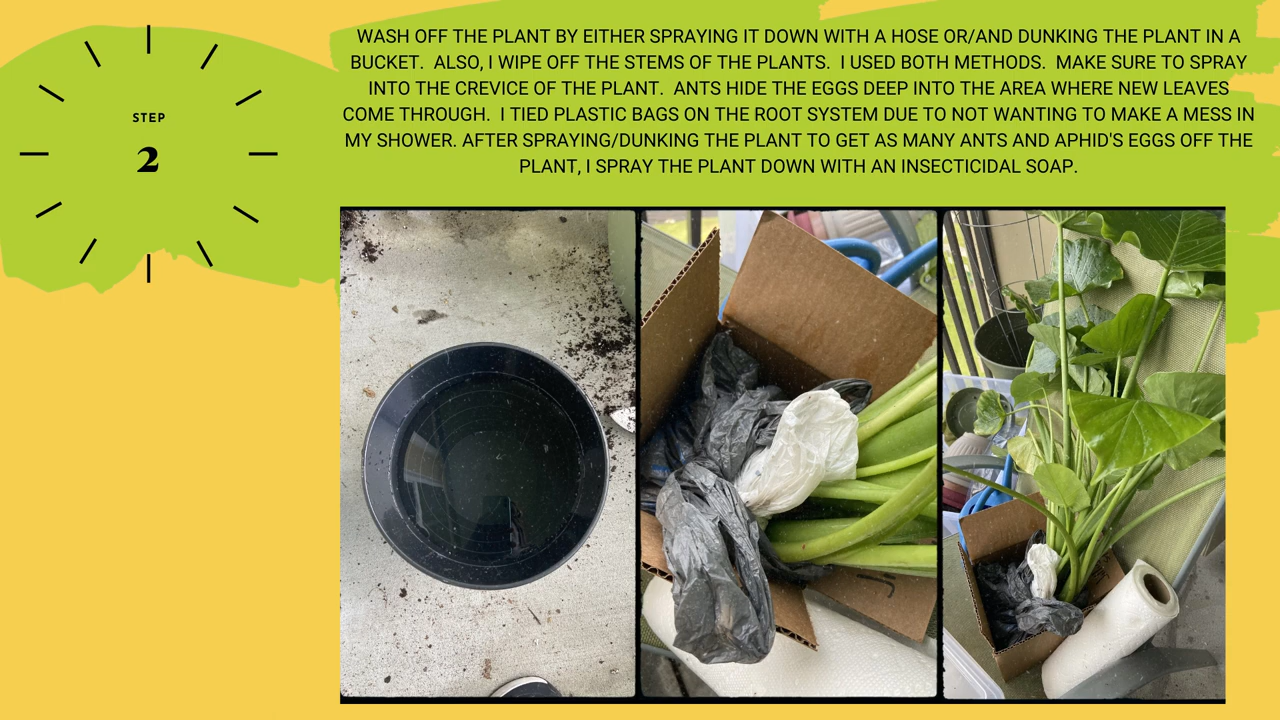 STEP
2
WASH OFF THE PLANT BY EITHER SPRAYING IT DOWN WITH A HOSE OR/AND DUNKING THE PLANT IN A
BUCKET. ALSO, I WIPE OFF THE STEMS OF THE PLANTS. I USED BOTH METHODS. MAKE SURE TO SPRAY
INTO THE CREVICE OF THE PLANT. ANTS HIDE THE EGGS DEEP INTO THE AREA WHERE NEW LEAVES
COME THROUGH. I TIED PLASTIC BAGS ON THE ROOT SYSTEM DUE TO NOT WANTING TO MAKE A MESS IN
MY SHOWER. AFTER SPRAYING/DUNKING THE PLANT TO GET AS MANY ANTS AND APHID'S EGGS OFF THE
PLANT, I SPRAY THE PLANT DOWN WITH AN INSECTICIDAL SOAP.